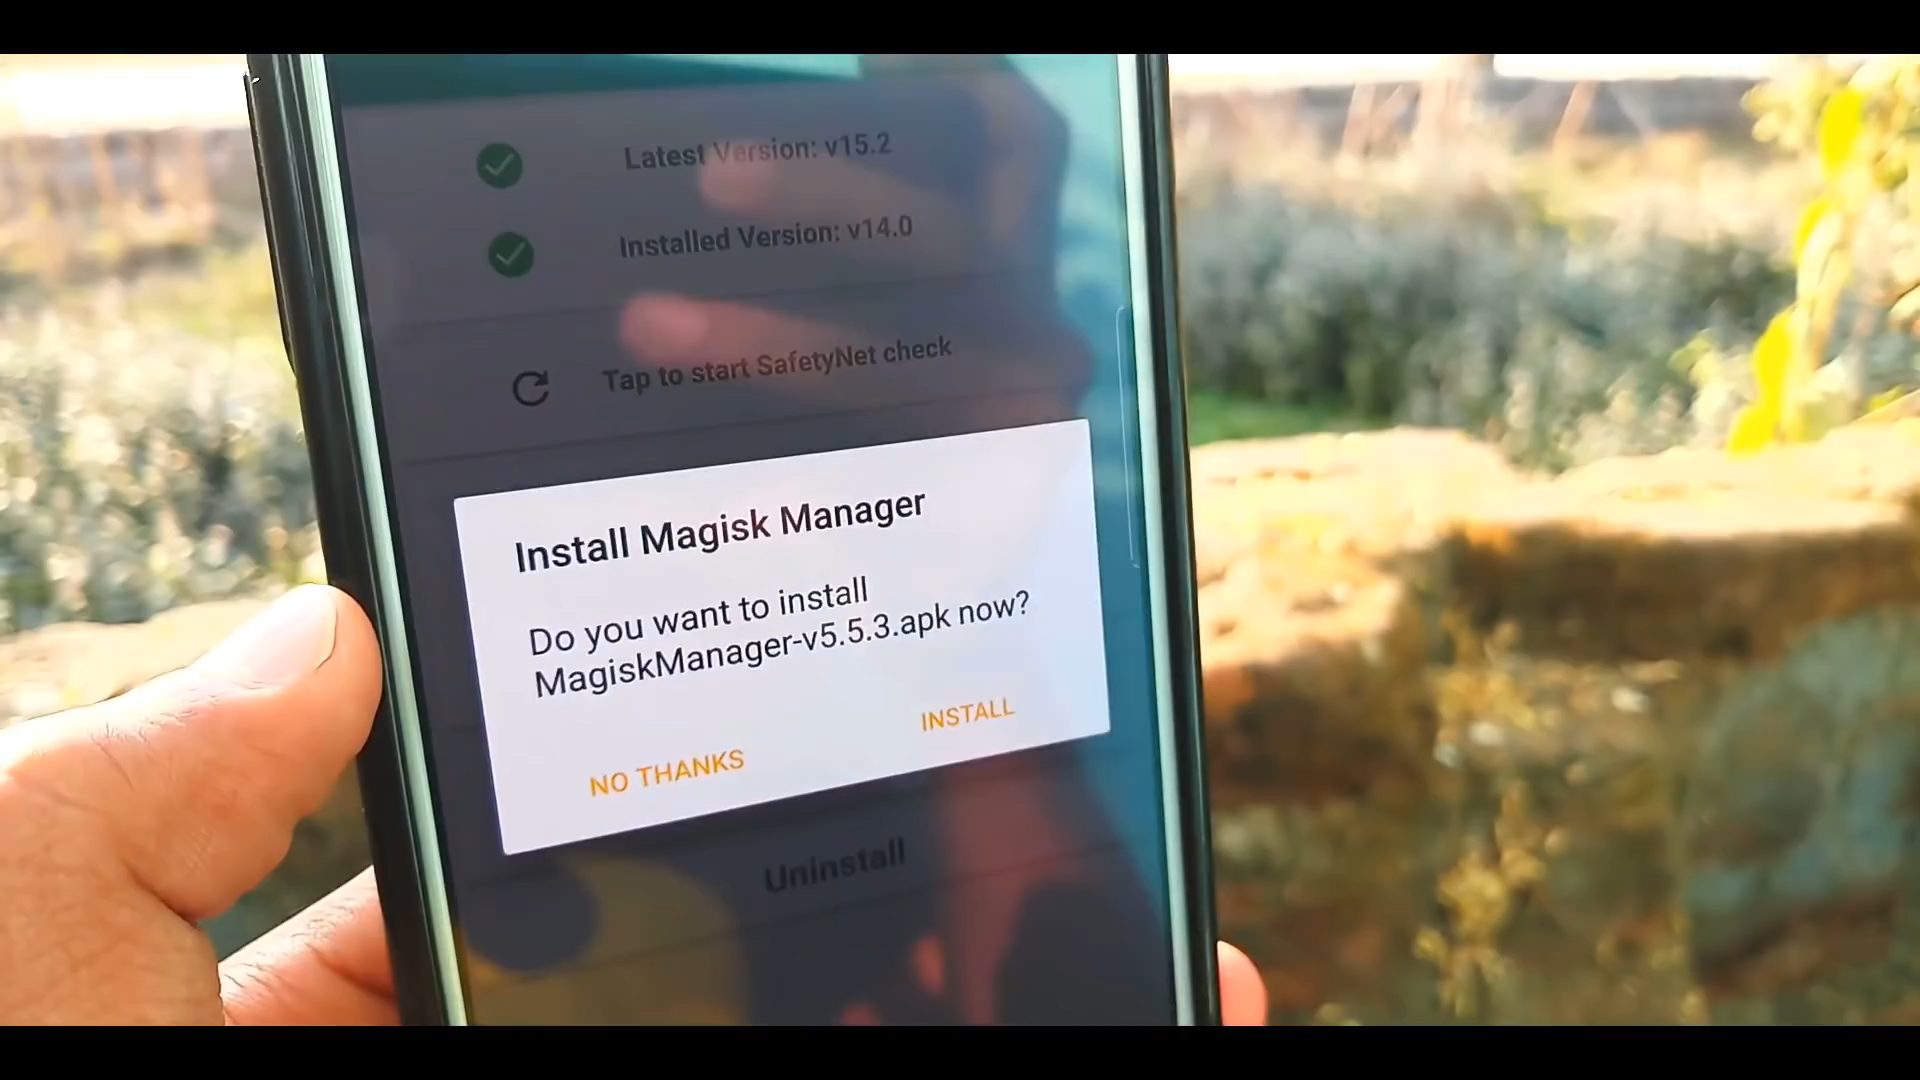 Latest Version: v15.2
Installed Version: v14.0
Tap to start SafetyNet check
Install Magisk Manager
Do you want to install
MagiskManager-v5.5.3.apk now?
NO THANKS
INSTALL
Uninstall